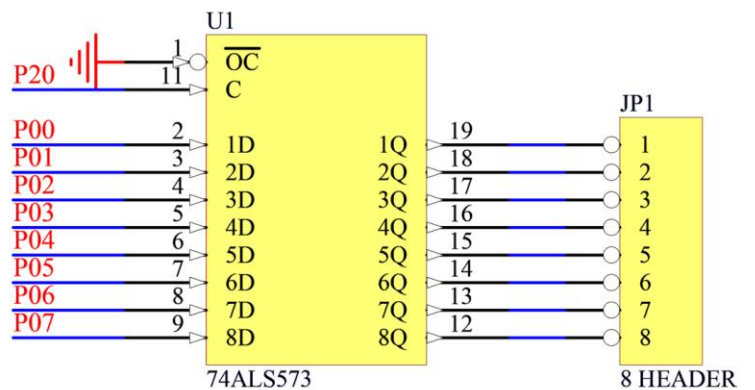 U1
1
OC
P20
11
C
JP1
P00
2
1D
1Q
19
1
P01
3
2D
2Q
18
2
P02
4
3D
3Q
17
3
P03
5
4D
4Q
16
4
P04
6
5D
5Q
15
5
P05
7
6D
6Q
14
6
P06
8
7D
7Q
13
7
P07
9
8D
8Q
12
8
74ALS573
8 HEADER